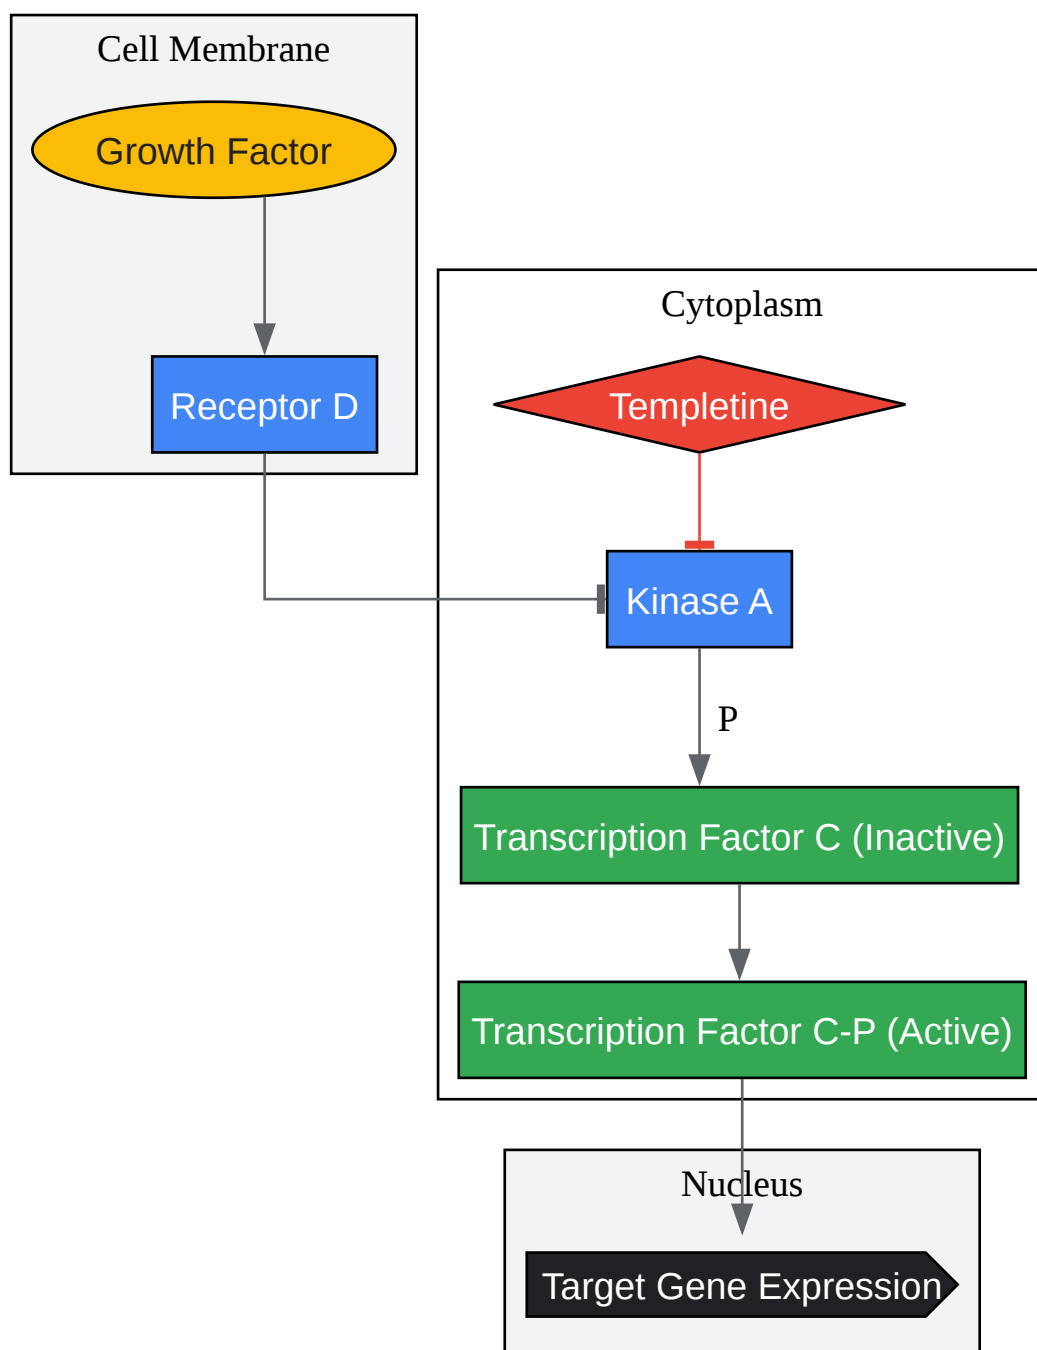 Cell Membrane
Growth Factor
Receptor D
Cytoplasm
Templetine
Kinase A
P
Transcription Factor C (Inactive)
Transcription Factor C-P (Active)
Nucleus
Target Gene Expression